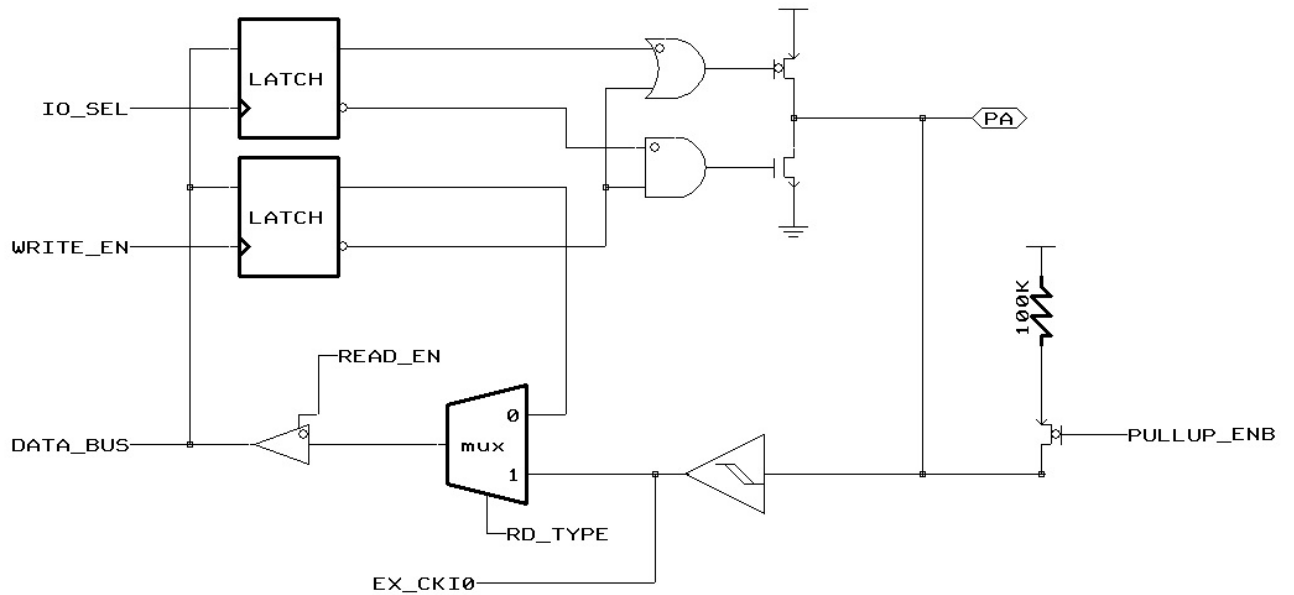 LATCH
IO_SEL
PA
LATCH
WRITE_EN
100K
READ_EN
0
DATA_BUS
mux
PULLUP_ENB
1
RD_TYPE
EX_CKI0